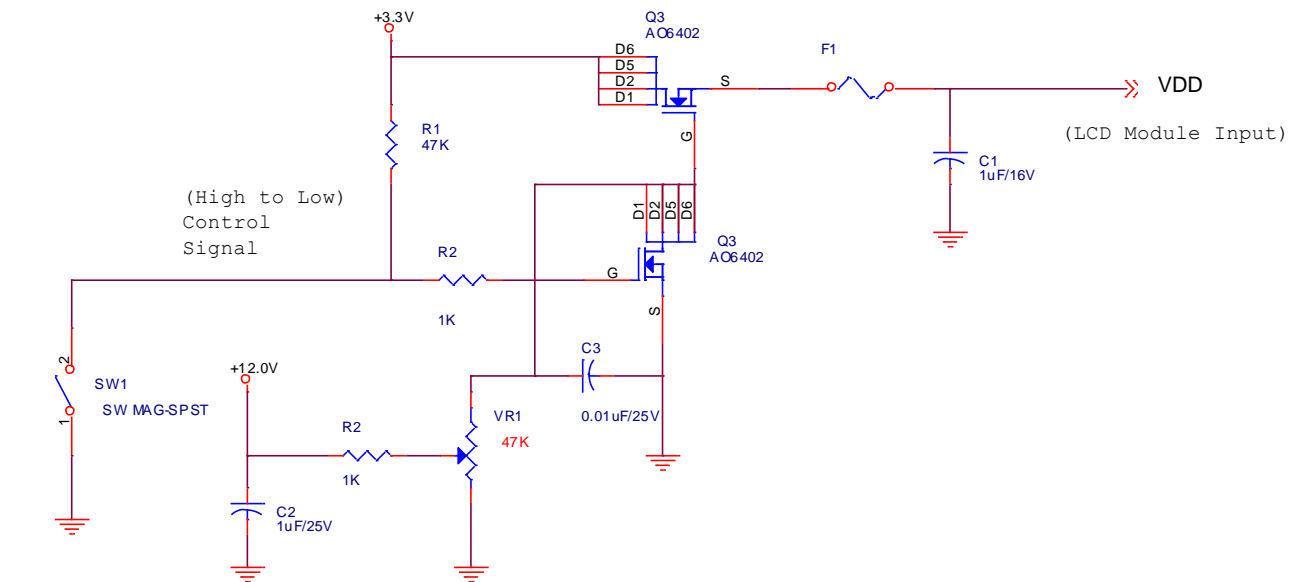 +3.3V
Q3
AO6402
D6
D5
D2
D1
S
G
F1
VDD
(LCD Module Input)
R1
47K
C1
1uF/16V
(High to Low)
Control
Signal
D1
D2
D5
D6
Q3
AO6402
G
S
R2
1K
2
1
SW1
SW MAG-SPST
+12.0V
C3
0.01uF/25V
VR1
47K
R2
1K
C2
1uF/25V